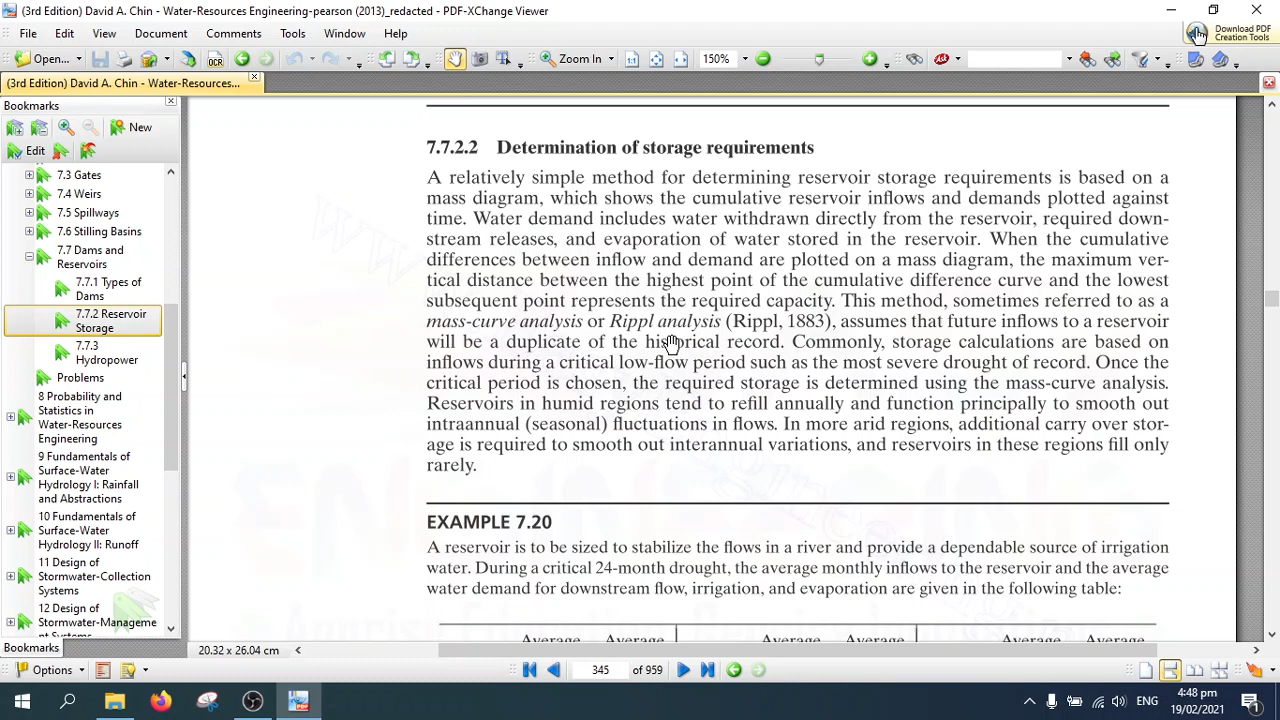 (3rd Edition) David A. Chin - Water-Resources Engineering-pearson (2013)_redacted - PDF-XChange Viewer
File Edit View Document Comments Tools Window Help
Download PDF
Creation Tools
Open... OCR Zoom In 150%
(3rd Edition) David A. Chin - Water-Resources...
Bookmarks
New
Edit
7.3 Gates
7.4 Weirs
7.5 Spillways
7.6 Stilling Basins
7.7 Dams and
Reservoirs
7.7.1 Types of
Dams
7.7.2 Reservoir
Storage
7.7.3
Hydropower
Problems
8 Probability and
Statistics in
Water-Resources
Engineering
9 Fundamentals of
Surface-Water
Hydrology I: Rainfall
and Abstractions
10 Fundamentals of
Surface-Water
Hydrology II: Runoff
11 Design of
Stormwater-Collection
Systems
12 Design of
Stormwater-Manageme
nt Systems
Bookmarks
7.7.2.2 Determination of storage requirements
A relatively simple method for determining reservoir storage requirements is based on a
mass diagram, which shows the cumulative reservoir inflows and demands plotted against
time. Water demand includes water withdrawn directly from the reservoir, required down-
stream releases, and evaporation of water stored in the reservoir. When the cumulative
differences between inflow and demand are plotted on a mass diagram, the maximum ver-
tical distance between the highest point of the cumulative difference curve and the lowest
subsequent point represents the required capacity. This method, sometimes referred to as a
mass-curve analysis or Rippl analysis (Rippl, 1883), assumes that future inflows to a reservoir
will be a duplicate of the historical record. Commonly, storage calculations are based on
inflows during a critical low-flow period such as the most severe drought of record. Once the
critical period is chosen, the required storage is determined using the mass-curve analysis.
Reservoirs in humid regions tend to refill annually and function principally to smooth out
intraannual (seasonal) fluctuations in flows. In more arid regions, additional carry over stor-
age is required to smooth out interannual variations, and reservoirs in these regions fill only
rarely.
EXAMPLE 7.20
A reservoir is to be sized to stabilize the flows in a river and provide a dependable source of irrigation
water. During a critical 24-month drought, the average monthly inflows to the reservoir and the average
water demand for downstream flow, irrigation, and evaporation are given in the following table:
Average Average Average Average Average Average
20.32 x 26.04 cm
Options 345 of 959
ENG 4:48 pm
19/02/2021